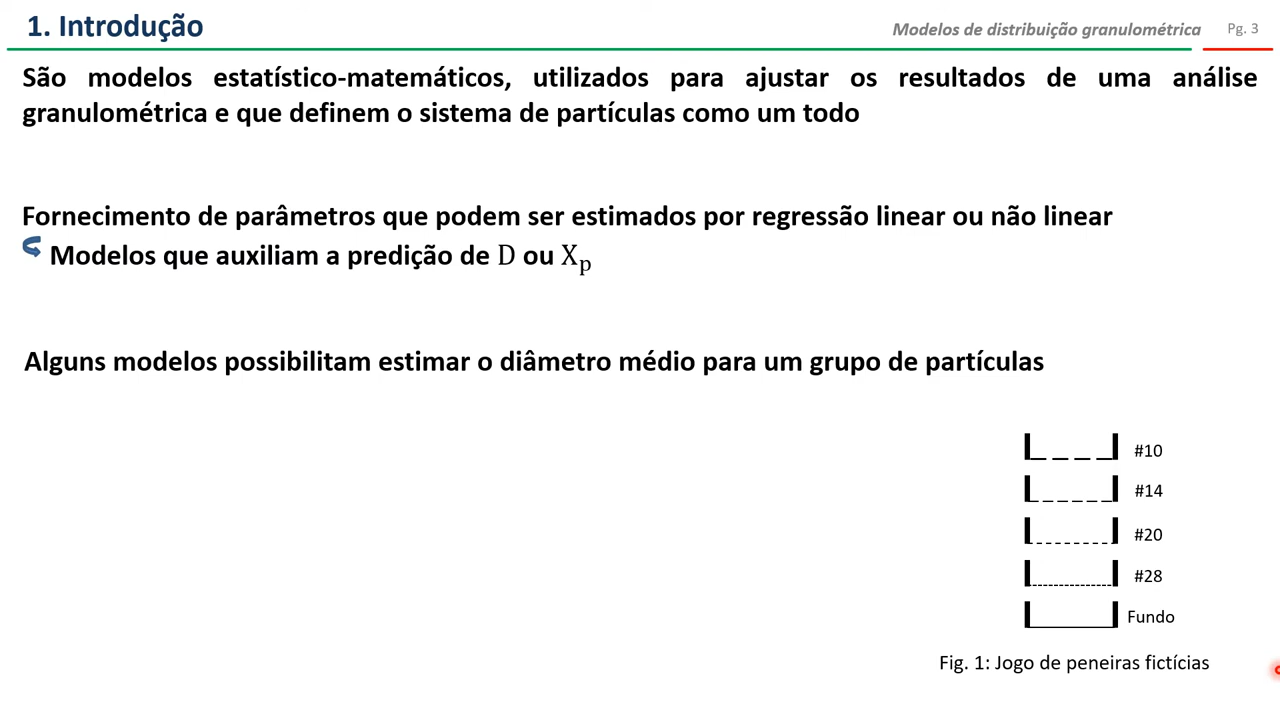 1. Introdução
Modelos de distribuição granulométrica
Pg. 3
São modelos estatístico-matemáticos, utilizados para ajustar os resultados de uma análise
granulométrica e que definem o sistema de partículas como um todo
Fornecimento de parâmetros que podem ser estimados por regressão linear ou não linear
Modelos que auxiliam a predição de D ou Xp
Alguns modelos possibilitam estimar o diâmetro médio para um grupo de partículas
#10
#14
#20
#28
Fundo
Fig. 1: Jogo de peneiras fictícias